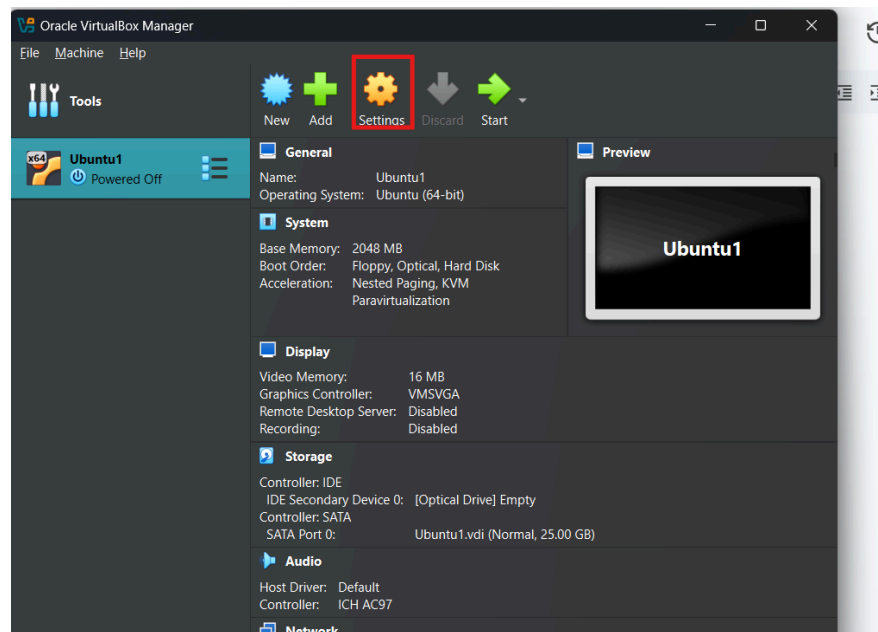 Oracle VirtualBox Manager
File Machine Help
Tools
New Add Settings Discard Start
x64
Ubuntu1
Powered Off
General
Name: Ubuntu1
Operating System: Ubuntu (64-bit)
Preview
Ubuntu1
System
Base Memory: 2048 MB
Boot Order: Floppy, Optical, Hard Disk
Acceleration: Nested Paging, KVM
Paravirtualization
Display
Video Memory: 16 MB
Graphics Controller: VMSVGA
Remote Desktop Server: Disabled
Recording: Disabled
Storage
Controller: IDE
IDE Secondary Device 0: [Optical Drive] Empty
Controller: SATA
SATA Port 0: Ubuntu1.vdi (Normal, 25.00 GB)
Audio
Host Driver: Default
Controller: ICH AC97
Network